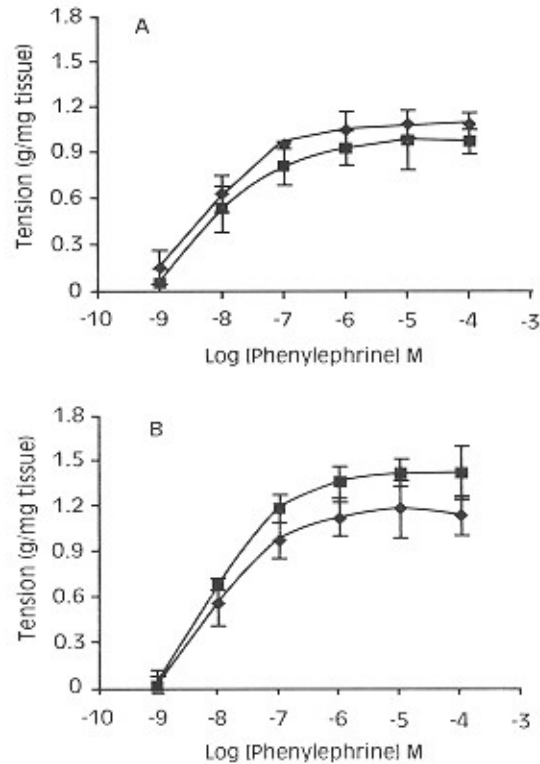 A
1.8
1.5
1.2
0.9
0.6
0.3
0
Tension (g/mg tissue)
-10 -9 -8 -7 -6 -5 -4 -3
Log [Phenylephrine] M
B
1.8
1.5
1.2
0.9
0.6
0.3
0
Tension (g/mg tissue)
-10 -9 -8 -7 -6 -5 -4 -3
Log [Phenylephrine] M